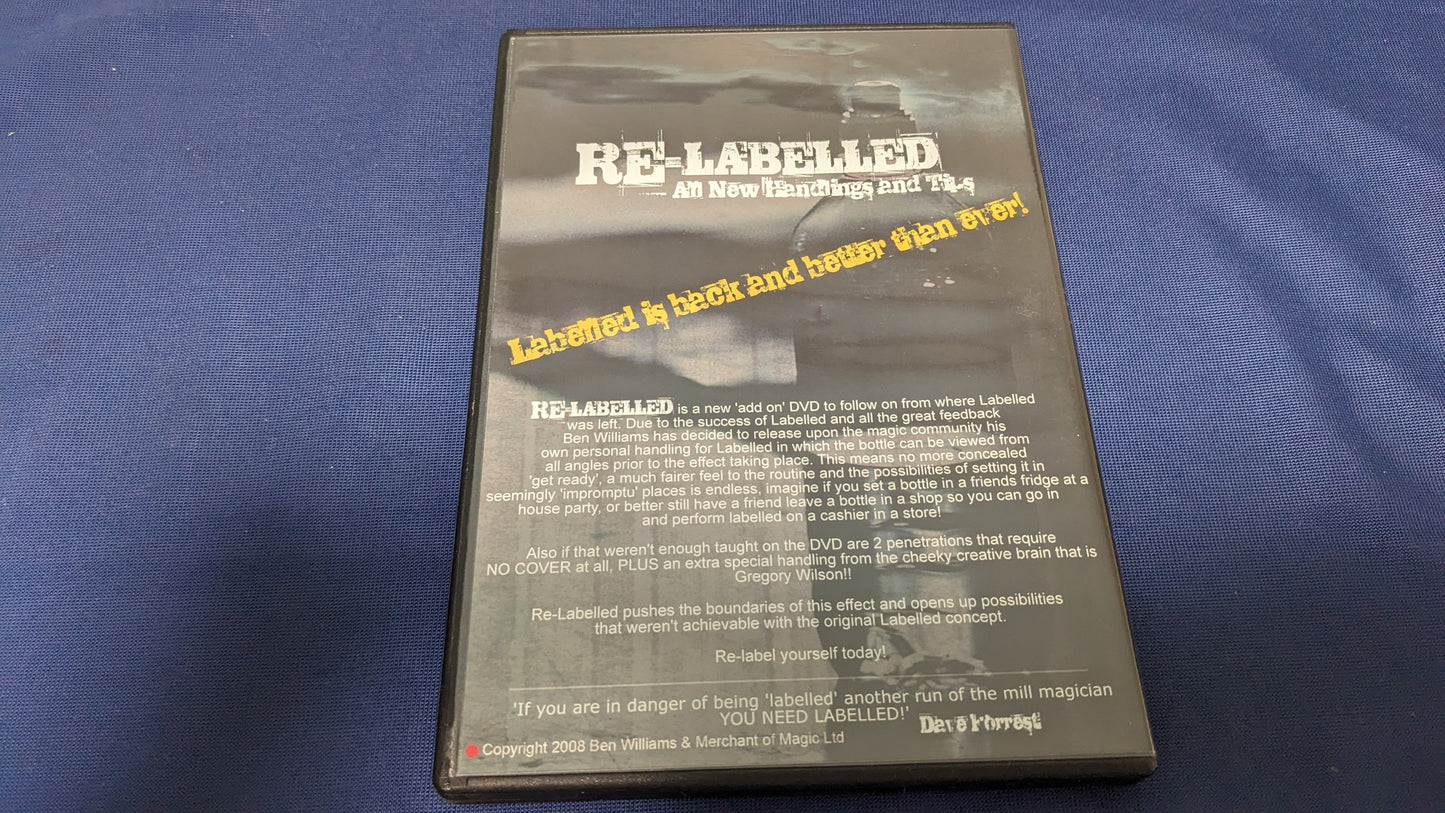 RE-LABELLED
All New Handlings and
Labelled is back and better than ever!
RE-LABELLED is a new 'add on' DVD to follow on from where Labelled
was left. Due to the success of Labelled and all the great feedback
Ben Williams has decided to release upon the magic community his
own personal handling for Labelled in which the bottle can be viewed from
all angles prior to the effect taking place. This means no more concealed
'get ready', a much fairer feel to the routine and the possibilities of setting it in
seemingly 'impromptu' places is endless, imagine if you set a bottle in a friends fridge at a
house party, or better still have a friend leave a bottle in a shop so you can go in
and perform labelled on a cashier in a store!
Also if that weren't enough taught on the DVD are 2 penetrations that require
NO COVER at all, PLUS an extra special handling from the cheeky creative brain that is
Gregory Wilson!!
Re-Labelled pushes the boundaries of this effect and opens up possibilities
that weren't achievable with the original Labelled concept.
Re-label yourself today!
'If you are in danger of being 'labelled' another run of the mill magician
YOU NEED LABELLED!' Dave Forrest
Copyright 2008 Ben Williams & Merchant of Magic Ltd